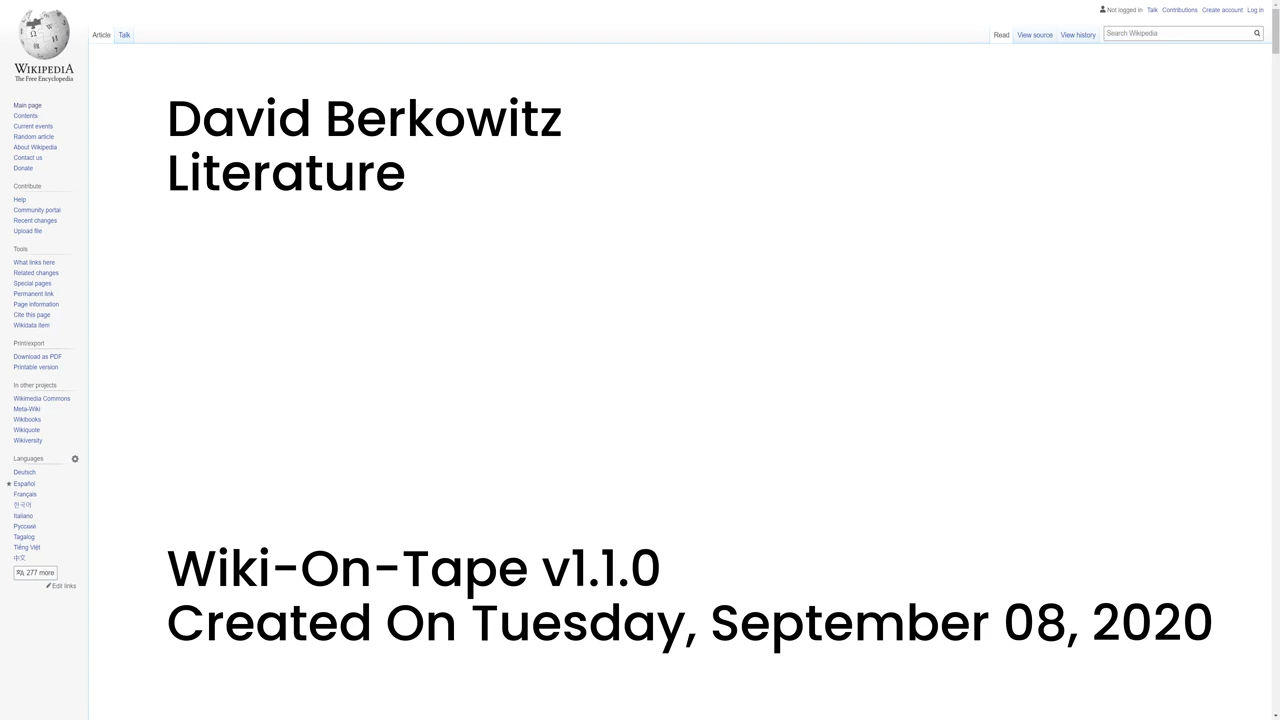 Not logged in Talk Contributions Create account Log in
Article Talk Read View source View history Search Wikipedia
Ω
И
W
WIKIPEDIA
The Free Encyclopedia
Main page
Contents
Current events
Random article
About Wikipedia
Contact us
Donate
Contribute
Help
Community portal
Recent changes
Upload file
Tools
What links here
Related changes
Special pages
Permanent link
Page information
Cite this page
Wikidata item
Print/export
Download as PDF
Printable version
In other projects
Wikimedia Commons
Meta-Wiki
Wikibooks
Wikiquote
Wikiversity
Languages
Deutsch
Español
Français
한국어
Italiano
Русский
Tagalog
Tiếng Việt
中文
277 more
Edit links
David Berkowitz
Literature
Wiki-On-Tape v1.1.0
Created On Tuesday, September 08, 2020